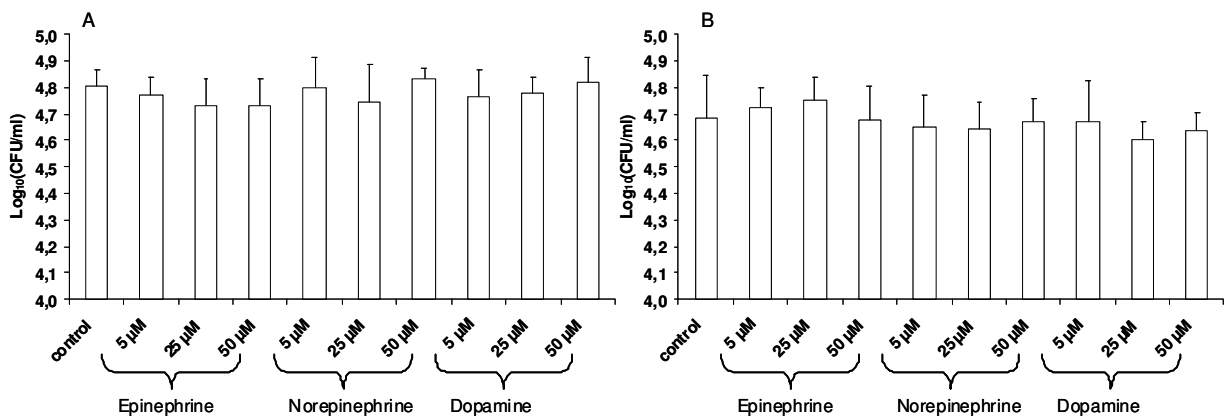 A
5,0
4,9
4,8
4,7
4,6
4,5
4,4
4,3
4,2
4,1
4,0
Log₁₀(CFU/ml)
control
5 µM
25 µM
50 µM
5 µM
25 µM
50 µM
5 µM
25 µM
50 µM
Epinephrine
Norepinephrine
Dopamine
B
5,0
4,9
4,8
4,7
4,6
4,5
4,4
4,3
4,2
4,1
4,0
Log₁₀(CFU/ml)
control
5 µM
25 µM
50 µM
5 µM
25 µM
50 µM
5 µM
25 µM
50 µM
Epinephrine
Norepinephrine
Dopamine